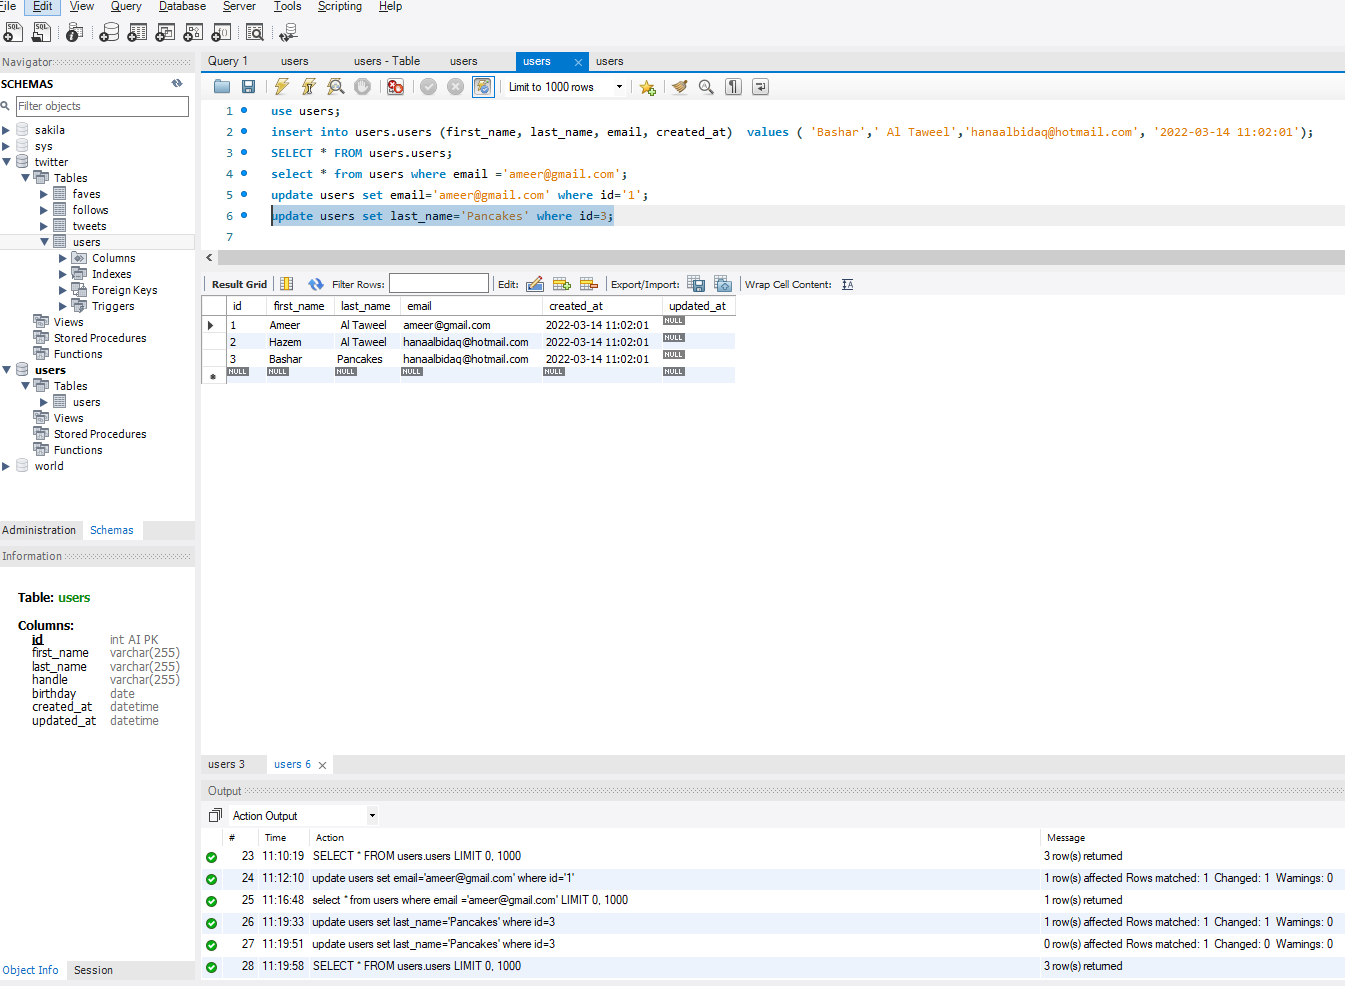 File Edit View Query Database Server Tools Scripting Help
Navigator
SCHEMAS
Filter objects
sakila
sys
twitter
Tables
faves
follows
tweets
users
Columns
Indexes
Foreign Keys
Triggers
Views
Stored Procedures
Functions
users
Tables
users
Views
Stored Procedures
Functions
world
Administration Schemas
Information
Table: users
Columns:
id int AI PK
first_name varchar(255)
last_name varchar(255)
handle varchar(255)
birthday date
created_at datetime
updated_at datetime
Object Info Session
Query 1 users users - Table users users users
Limit to 1000 rows
1 use users;
2 insert into users.users (first_name, last_name, email, created_at)  values ( 'Bashar',' Al Taweel','hanaalbidaq@hotmail.com', '2022-03-14 11:02:01');
3 SELECT * FROM users.users;
4 select * from users where email ='ameer@gmail.com';
5 update users set email='ameer@gmail.com' where id='1';
6 update users set last_name='Pancakes' where id=3;
7
Result Grid Filter Rows: Edit: Export/Import: Wrap Cell Content:
id first_name last_name email created_at updated_at
1 Ameer Al Taweel ameer@gmail.com 2022-03-14 11:02:01 NULL
2 Hazem Al Taweel hanaalbidaq@hotmail.com 2022-03-14 11:02:01 NULL
3 Bashar Pancakes hanaalbidaq@hotmail.com 2022-03-14 11:02:01 NULL
NULL NULL NULL NULL NULL NULL
users 3 users 6
Output
Action Output
# Time Action Message
23 11:10:19 SELECT * FROM users.users LIMIT 0, 1000 3 row(s) returned
24 11:12:10 update users set email='ameer@gmail.com' where id='1' 1 row(s) affected Rows matched: 1  Changed: 1  Warnings: 0
25 11:16:48 select * from users where email ='ameer@gmail.com' LIMIT 0, 1000 1 row(s) returned
26 11:19:33 update users set last_name='Pancakes' where id=3 1 row(s) affected Rows matched: 1  Changed: 1  Warnings: 0
27 11:19:51 update users set last_name='Pancakes' where id=3 0 row(s) affected Rows matched: 1  Changed: 0  Warnings: 0
28 11:19:58 SELECT * FROM users.users LIMIT 0, 1000 3 row(s) returned